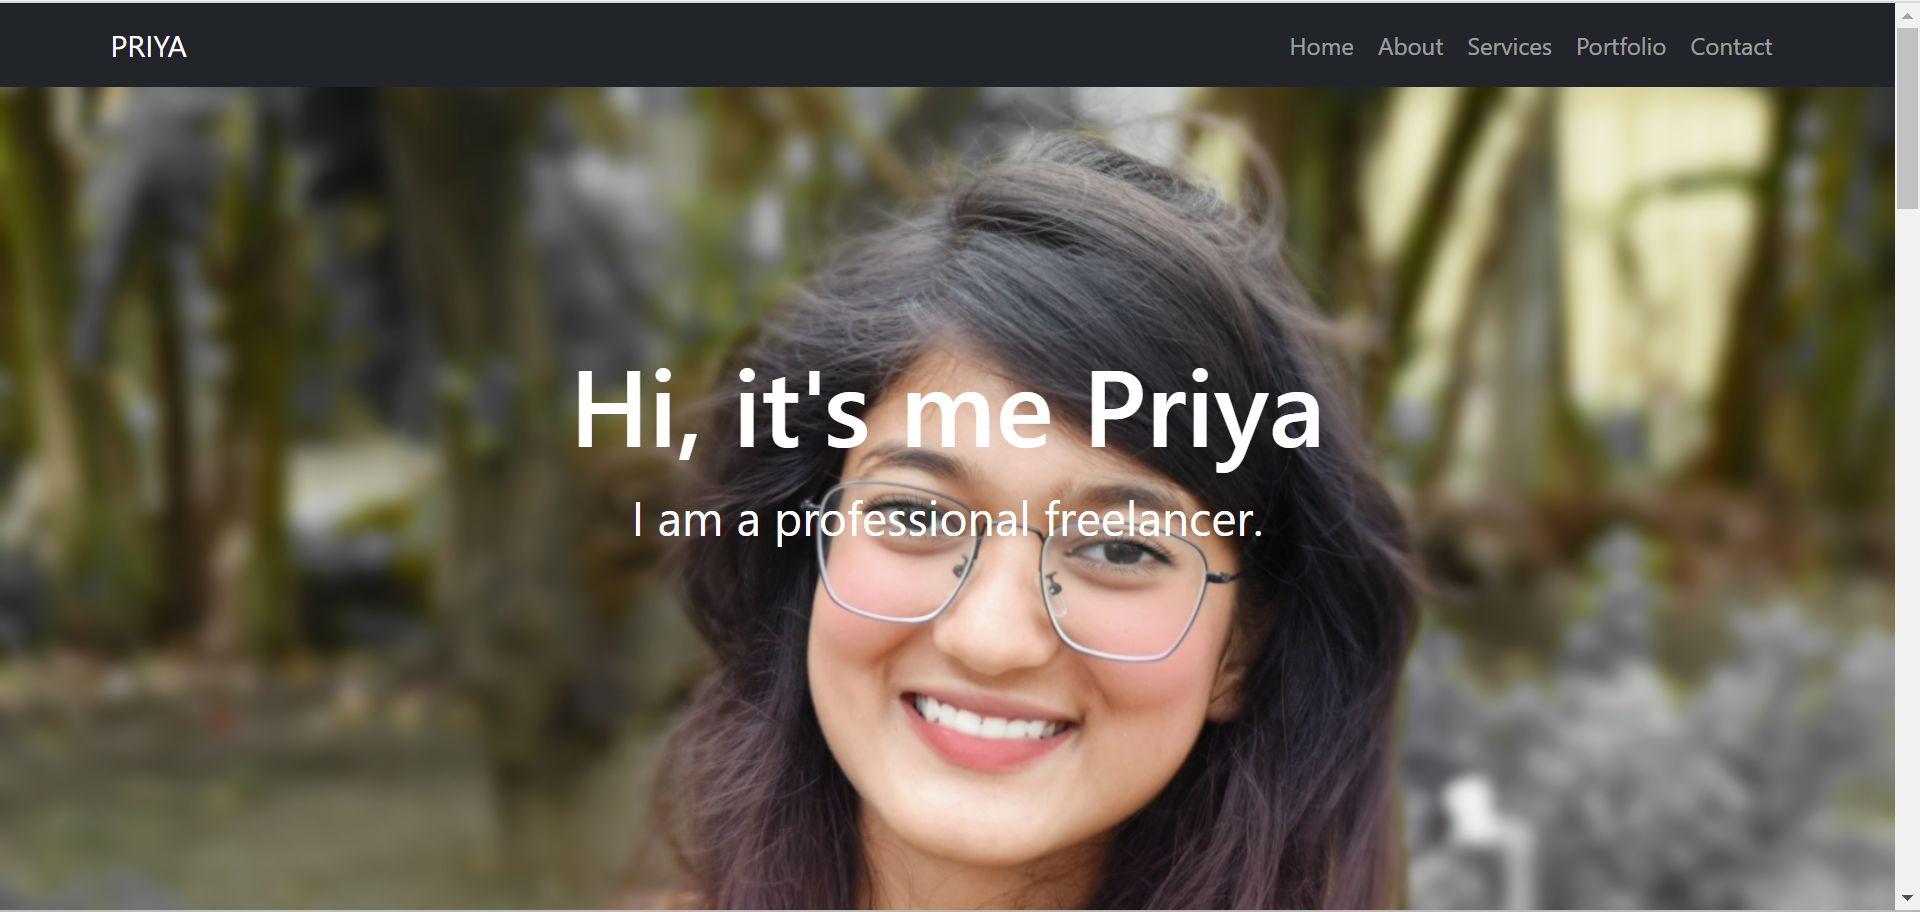 PRIYA
Home About Services Portfolio Contact
Hi, it's me Priya
I am a professional freelancer.